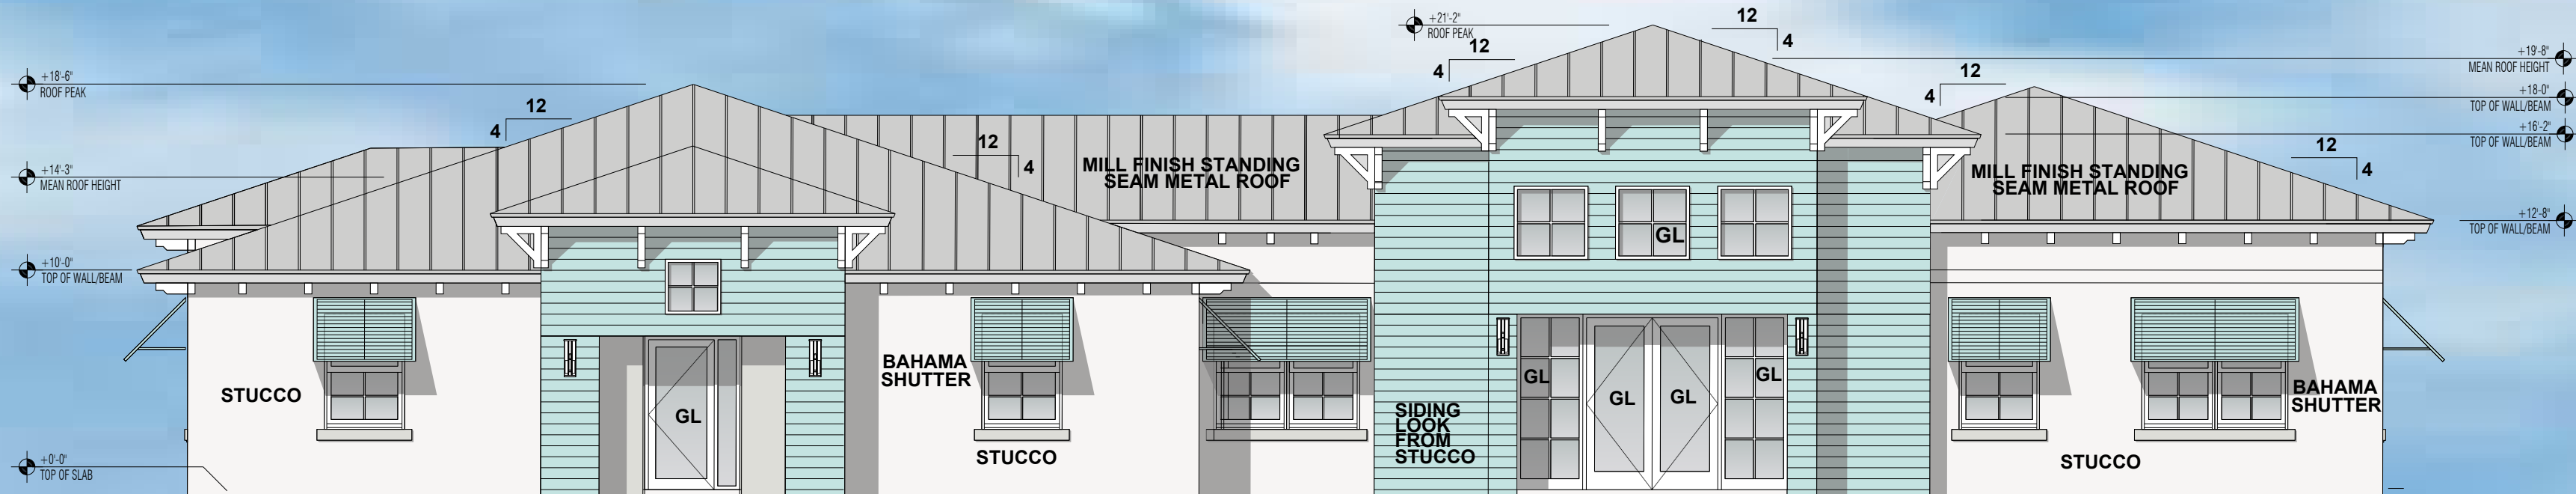 +21'-2"
ROOF PEAK
12
4
12
4
+19'-8"
MEAN ROOF HEIGHT
+18'-6"
ROOF PEAK
12
4
12
4
+18'-0"
TOP OF WALL/BEAM
+16'-2"
TOP OF WALL/BEAM
12
4
12
4
MILL FINISH STANDING
SEAM METAL ROOF
MILL FINISH STANDING
SEAM METAL ROOF
+14'-3"
MEAN ROOF HEIGHT
+12'-8"
TOP OF WALL/BEAM
GL
+10'-0"
TOP OF WALL/BEAM
STUCCO
GL
BAHAMA
SHUTTER
STUCCO
SIDING
LOOK
FROM
STUCCO
GL
GL
GL
GL
BAHAMA
SHUTTER
STUCCO
+0'-0"
TOP OF SLAB